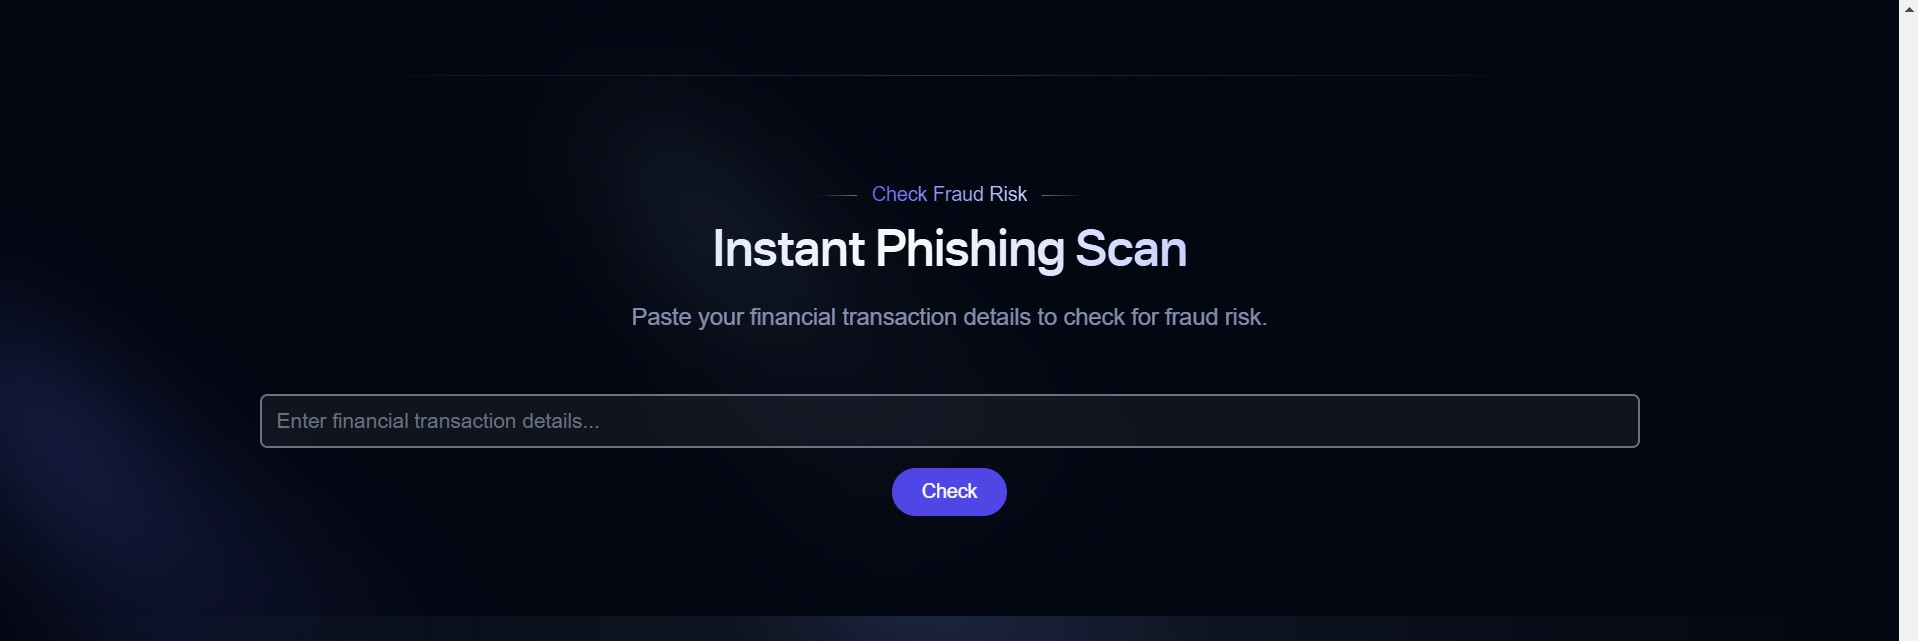 Check Fraud Risk
Instant Phishing Scan
Paste your financial transaction details to check for fraud risk.
Enter financial transaction details...
Check